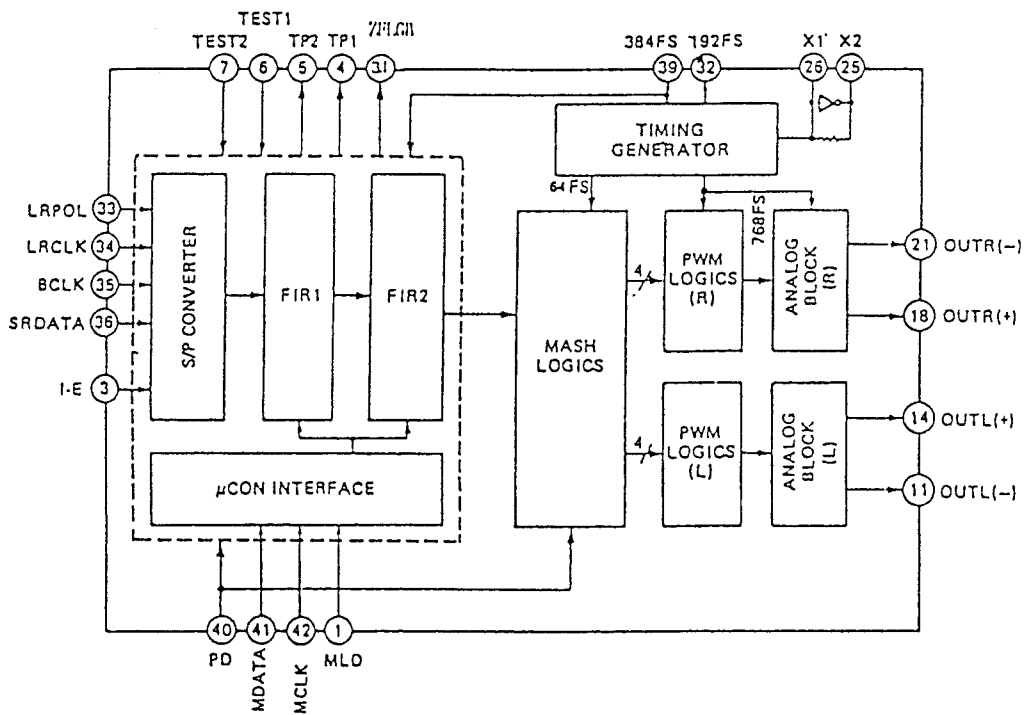 TEST1
TEST2 TP2 TP1
384FS 192FS X1 X2
7 6 5 4 31 39 32 26 25
TIMING
GENERATOR
64FS
768FS
LRPOL 33
LRCLK 34
BCLK 35
SRDATA 36
I-E 3
S/P CONVERTER
FIR1
FIR2
μCON INTERFACE
MASH
LOGICS
4
PWM
LOGICS
(R)
ANALOG
BLOCK
(R)
4
PWM
LOGICS
(L)
ANALOG
BLOCK
(L)
21 OUTR(−)
18 OUTR(+)
14 OUTL(+)
11 OUTL(−)
40 41 42 1
PD
MDATA
MCLK
MLD